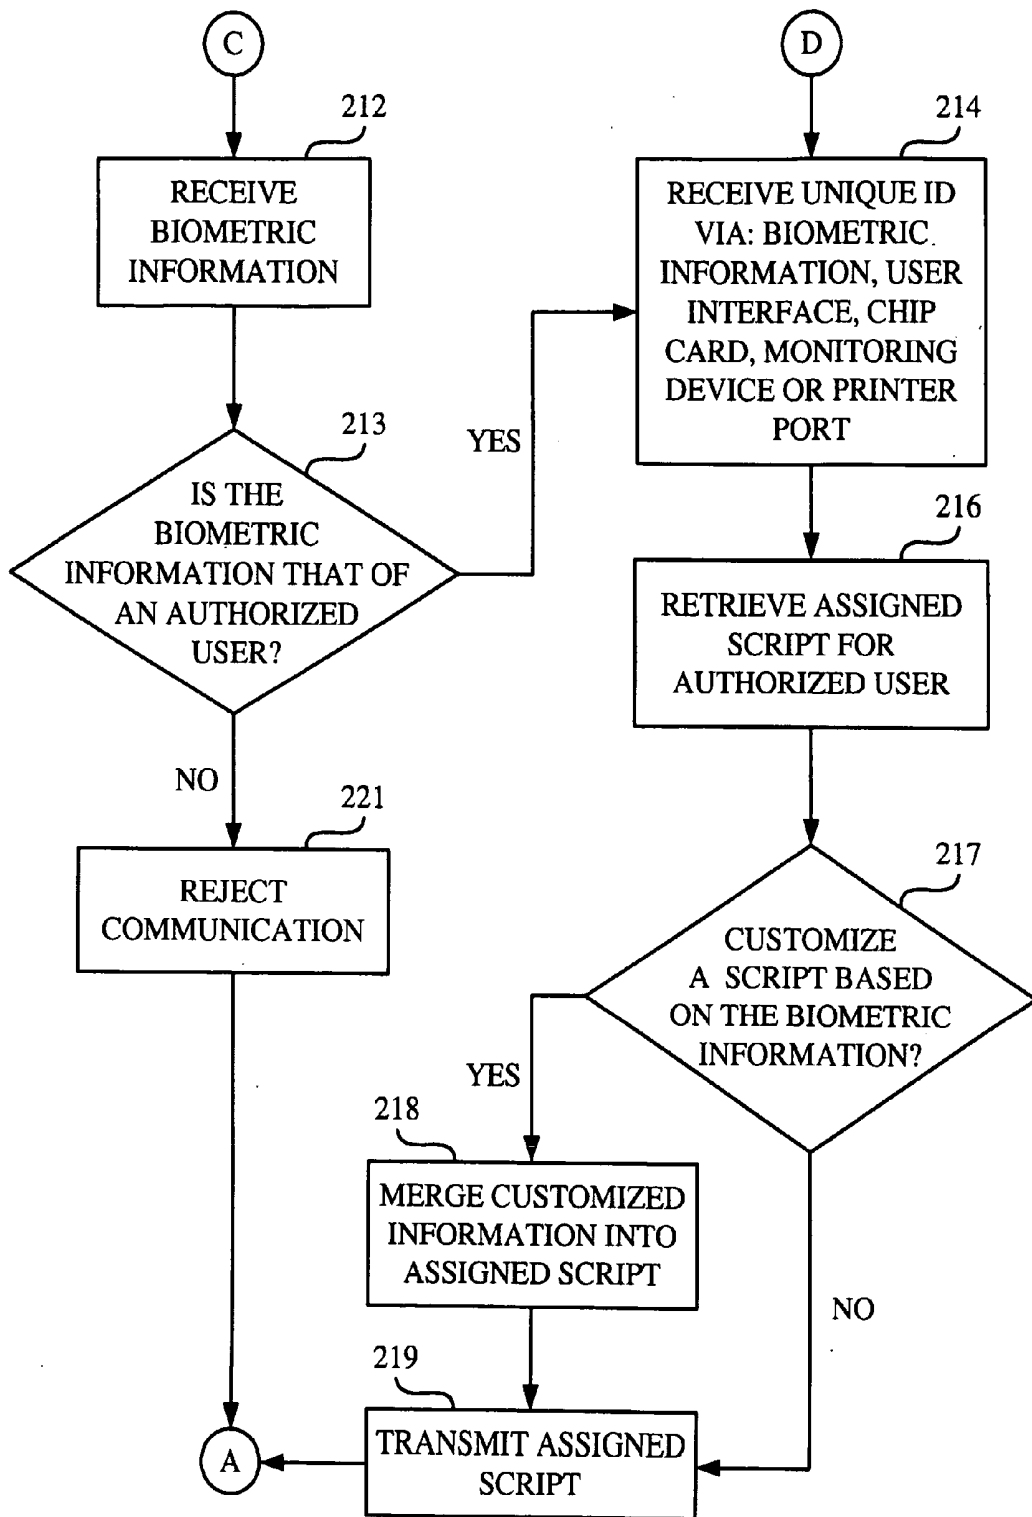 C
212
RECEIVE
BIOMETRIC
INFORMATION
213
IS THE
BIOMETRIC
INFORMATION THAT OF
AN AUTHORIZED
USER?
YES
NO
221
REJECT
COMMUNICATION
D
214
RECEIVE UNIQUE ID
VIA: BIOMETRIC
INFORMATION, USER
INTERFACE, CHIP
CARD, MONITORING
DEVICE OR PRINTER
PORT
216
RETRIEVE ASSIGNED
SCRIPT FOR
AUTHORIZED USER
217
CUSTOMIZE
A SCRIPT BASED
ON THE BIOMETRIC
INFORMATION?
YES
218
MERGE CUSTOMIZED
INFORMATION INTO
ASSIGNED SCRIPT
NO
219
TRANSMIT ASSIGNED
SCRIPT
A